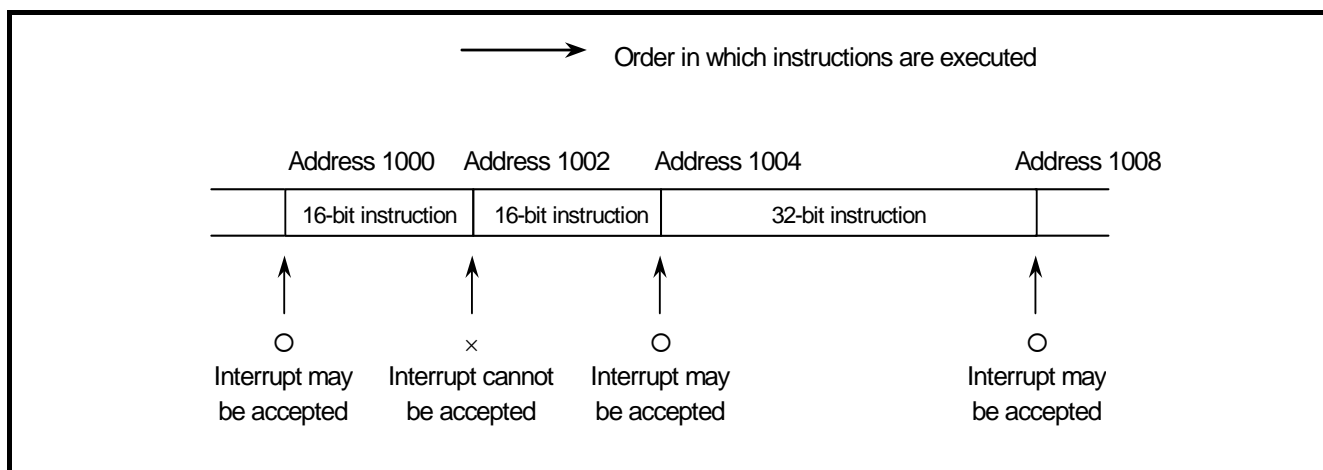 Order in which instructions are executed
Address 1000 Address 1002 Address 1004 Address 1008
16-bit instruction 16-bit instruction 32-bit instruction
○ × ○ ○
Interrupt may Interrupt cannot Interrupt may Interrupt may
be accepted be accepted be accepted be accepted